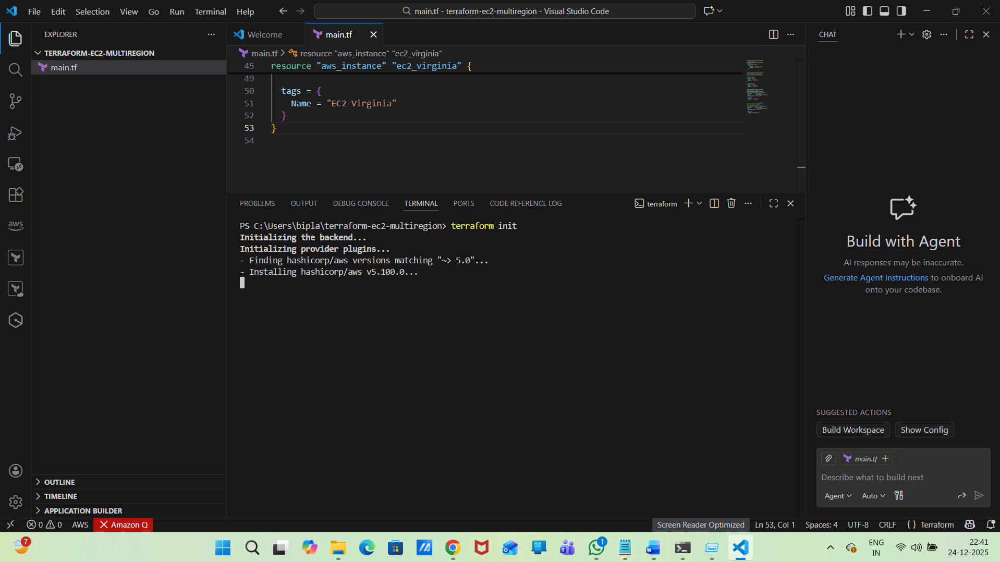 File Edit Selection View Go Run Terminal Help
main.tf - terraform-ec2-multiregion - Visual Studio Code
EXPLORER
TERRAFORM-EC2-MULTIREGION
main.tf
OUTLINE
TIMELINE
APPLICATION BUILDER
aws
Welcome
main.tf
main.tf > resource "aws_instance" "ec2_virginia"
45 resource "aws_instance" "ec2_virginia" {
49
50 tags = {
51 Name = "EC2-Virginia"
52 }
53 }
54
PROBLEMS OUTPUT DEBUG CONSOLE TERMINAL PORTS CODE REFERENCE LOG
terraform
PS C:\Users\bipla\terraform-ec2-multiregion> terraform init
Initializing the backend...
Initializing provider plugins...
- Finding hashicorp/aws versions matching "~> 5.0"...
- Installing hashicorp/aws v5.100.0...
CHAT
Build with Agent
AI responses may be inaccurate.
Generate Agent Instructions to onboard AI
onto your codebase.
SUGGESTED ACTIONS
Build Workspace Show Config
main.tf
Describe what to build next
Agent Auto
0 0 AWS Amazon Q
Screen Reader Optimized Ln 53, Col 1 Spaces: 4 UTF-8 CRLF { } Terraform
7
1
ENG
IN
22:41
24-12-2025